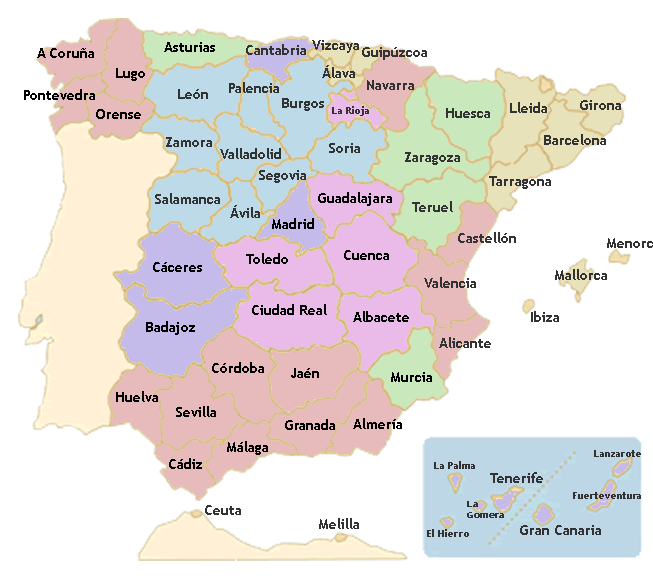 Asturias
Cantabria
Vizcaya
Guipúzcoa
A Coruña
Lugo
Álava
Navarra
Pontevedra
Orense
León
Palencia
Burgos
La Rioja
Huesca
Lleida
Girona
Zamora
Valladolid
Soria
Zaragoza
Barcelona
Segovia
Tarragona
Salamanca
Ávila
Madrid
Guadalajara
Teruel
Castellón
Menorc
Cáceres
Toledo
Cuenca
Valencia
Mallorca
Ibiza
Badajoz
Ciudad Real
Albacete
Alicante
Córdoba
Jaén
Murcia
Huelva
Sevilla
Granada
Almería
Málaga
Cádiz
Ceuta
Melilla
La Palma
Tenerife
Lanzarote
La
Gomera
Fuerteventura
El Hierro
Gran Canaria